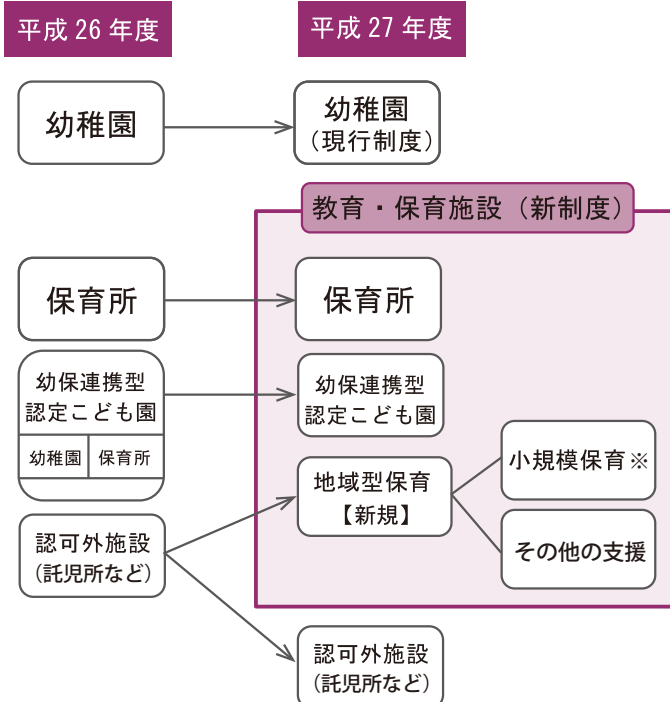 平成 26 年度
平成 27 年度
幼稚園
幼稚園
（現行制度）
教育・保育施設（新制度）
保育所
保育所
幼保連携型
認定こども園
幼稚園
保育所
幼保連携型
認定こども園
地域型保育
【新規】
小規模保育※
その他の支援
認可外施設
（託児所など）
認可外施設
（託児所など）